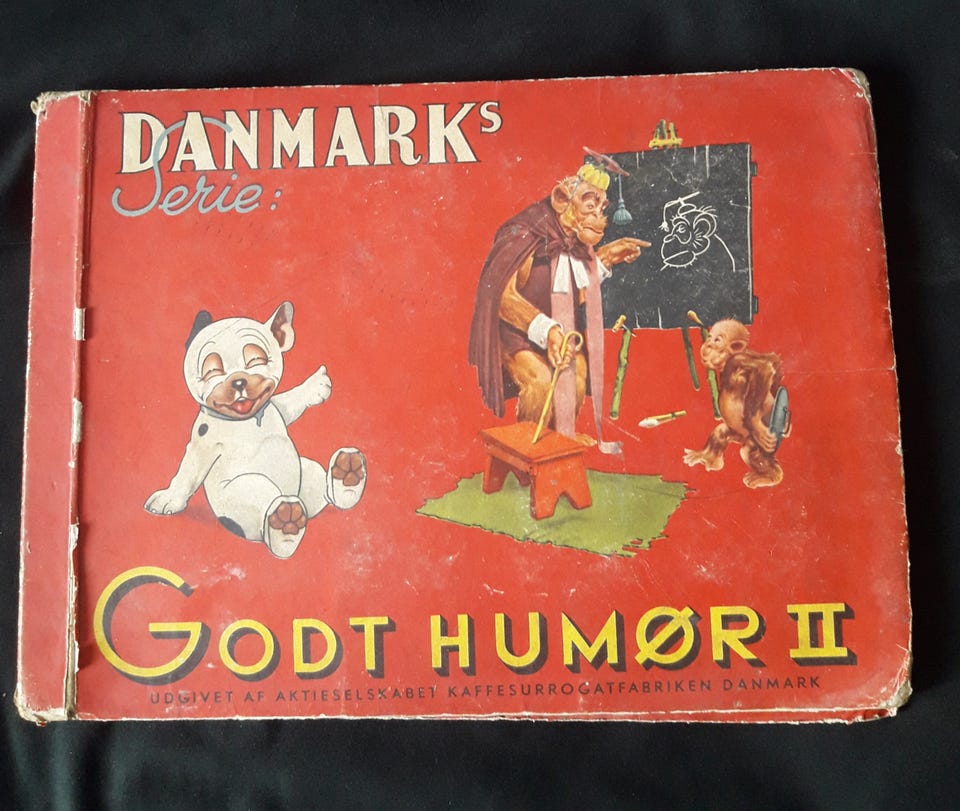 DANMARKs
Serie:
GODT HUMØR II
UDGIVET AF AKTIESELSKABET KAFFESURROGATFABRIKEN DANMARK